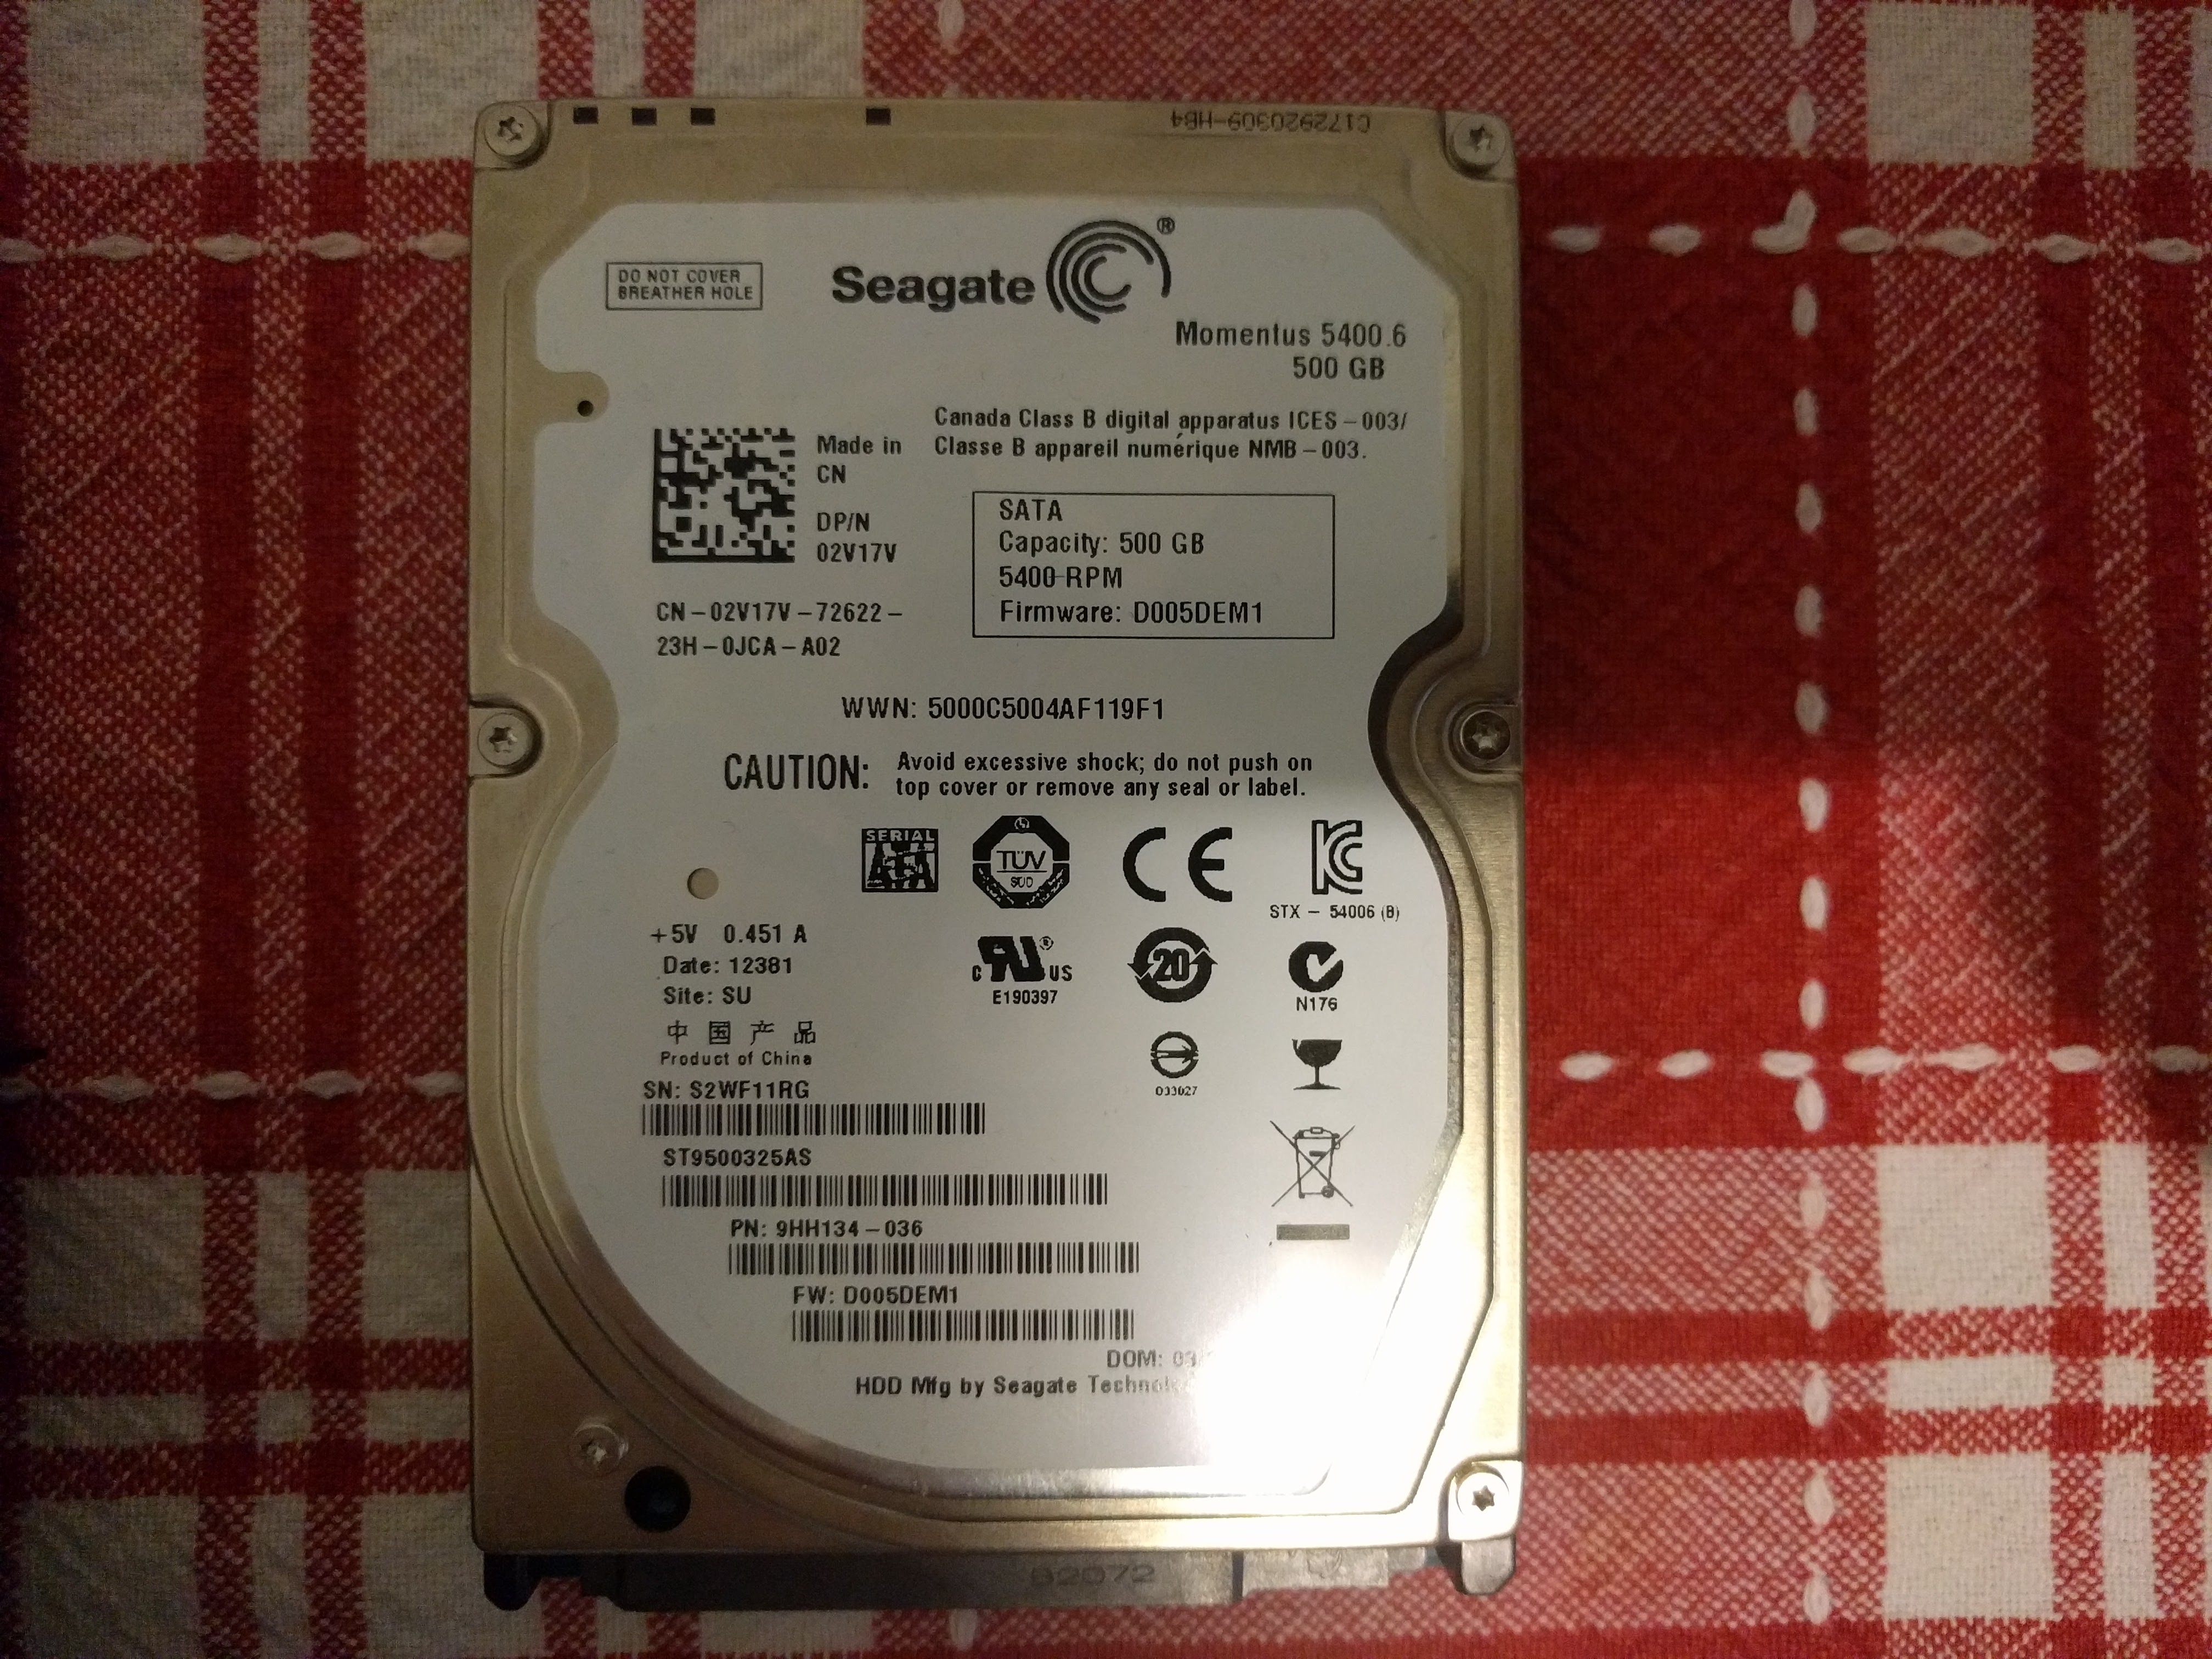 C172920309-HB4
DO NOT COVER
BREATHER HOLE
Seagate ®
Momentus 5400.6
500 GB
Canada Class B digital apparatus ICES – 003/
Classe B appareil numérique NMB – 003.
Made in
CN
DP/N
02V17V
CN – 02V17V – 72622 –
23H – 0JCA – A02
SATA
Capacity: 500 GB
5400 RPM
Firmware: D005DEM1
WWN: 5000C5004AF119F1
CAUTION: Avoid excessive shock; do not push on
top cover or remove any seal or label.
SERIAL
ATA
TÜV
SÜD
CE
KC
STX – 54006 (B)
+5V 0.451 A
Date: 12381
Site: SU
中国产品
Product of China
c RU ® US
E190397
20
N176
033027
SN: S2WF11RG
ST9500325AS
PN: 9HH134 – 036
FW: D005DEM1
DOM:
HDD Mfg by Seagate
82072